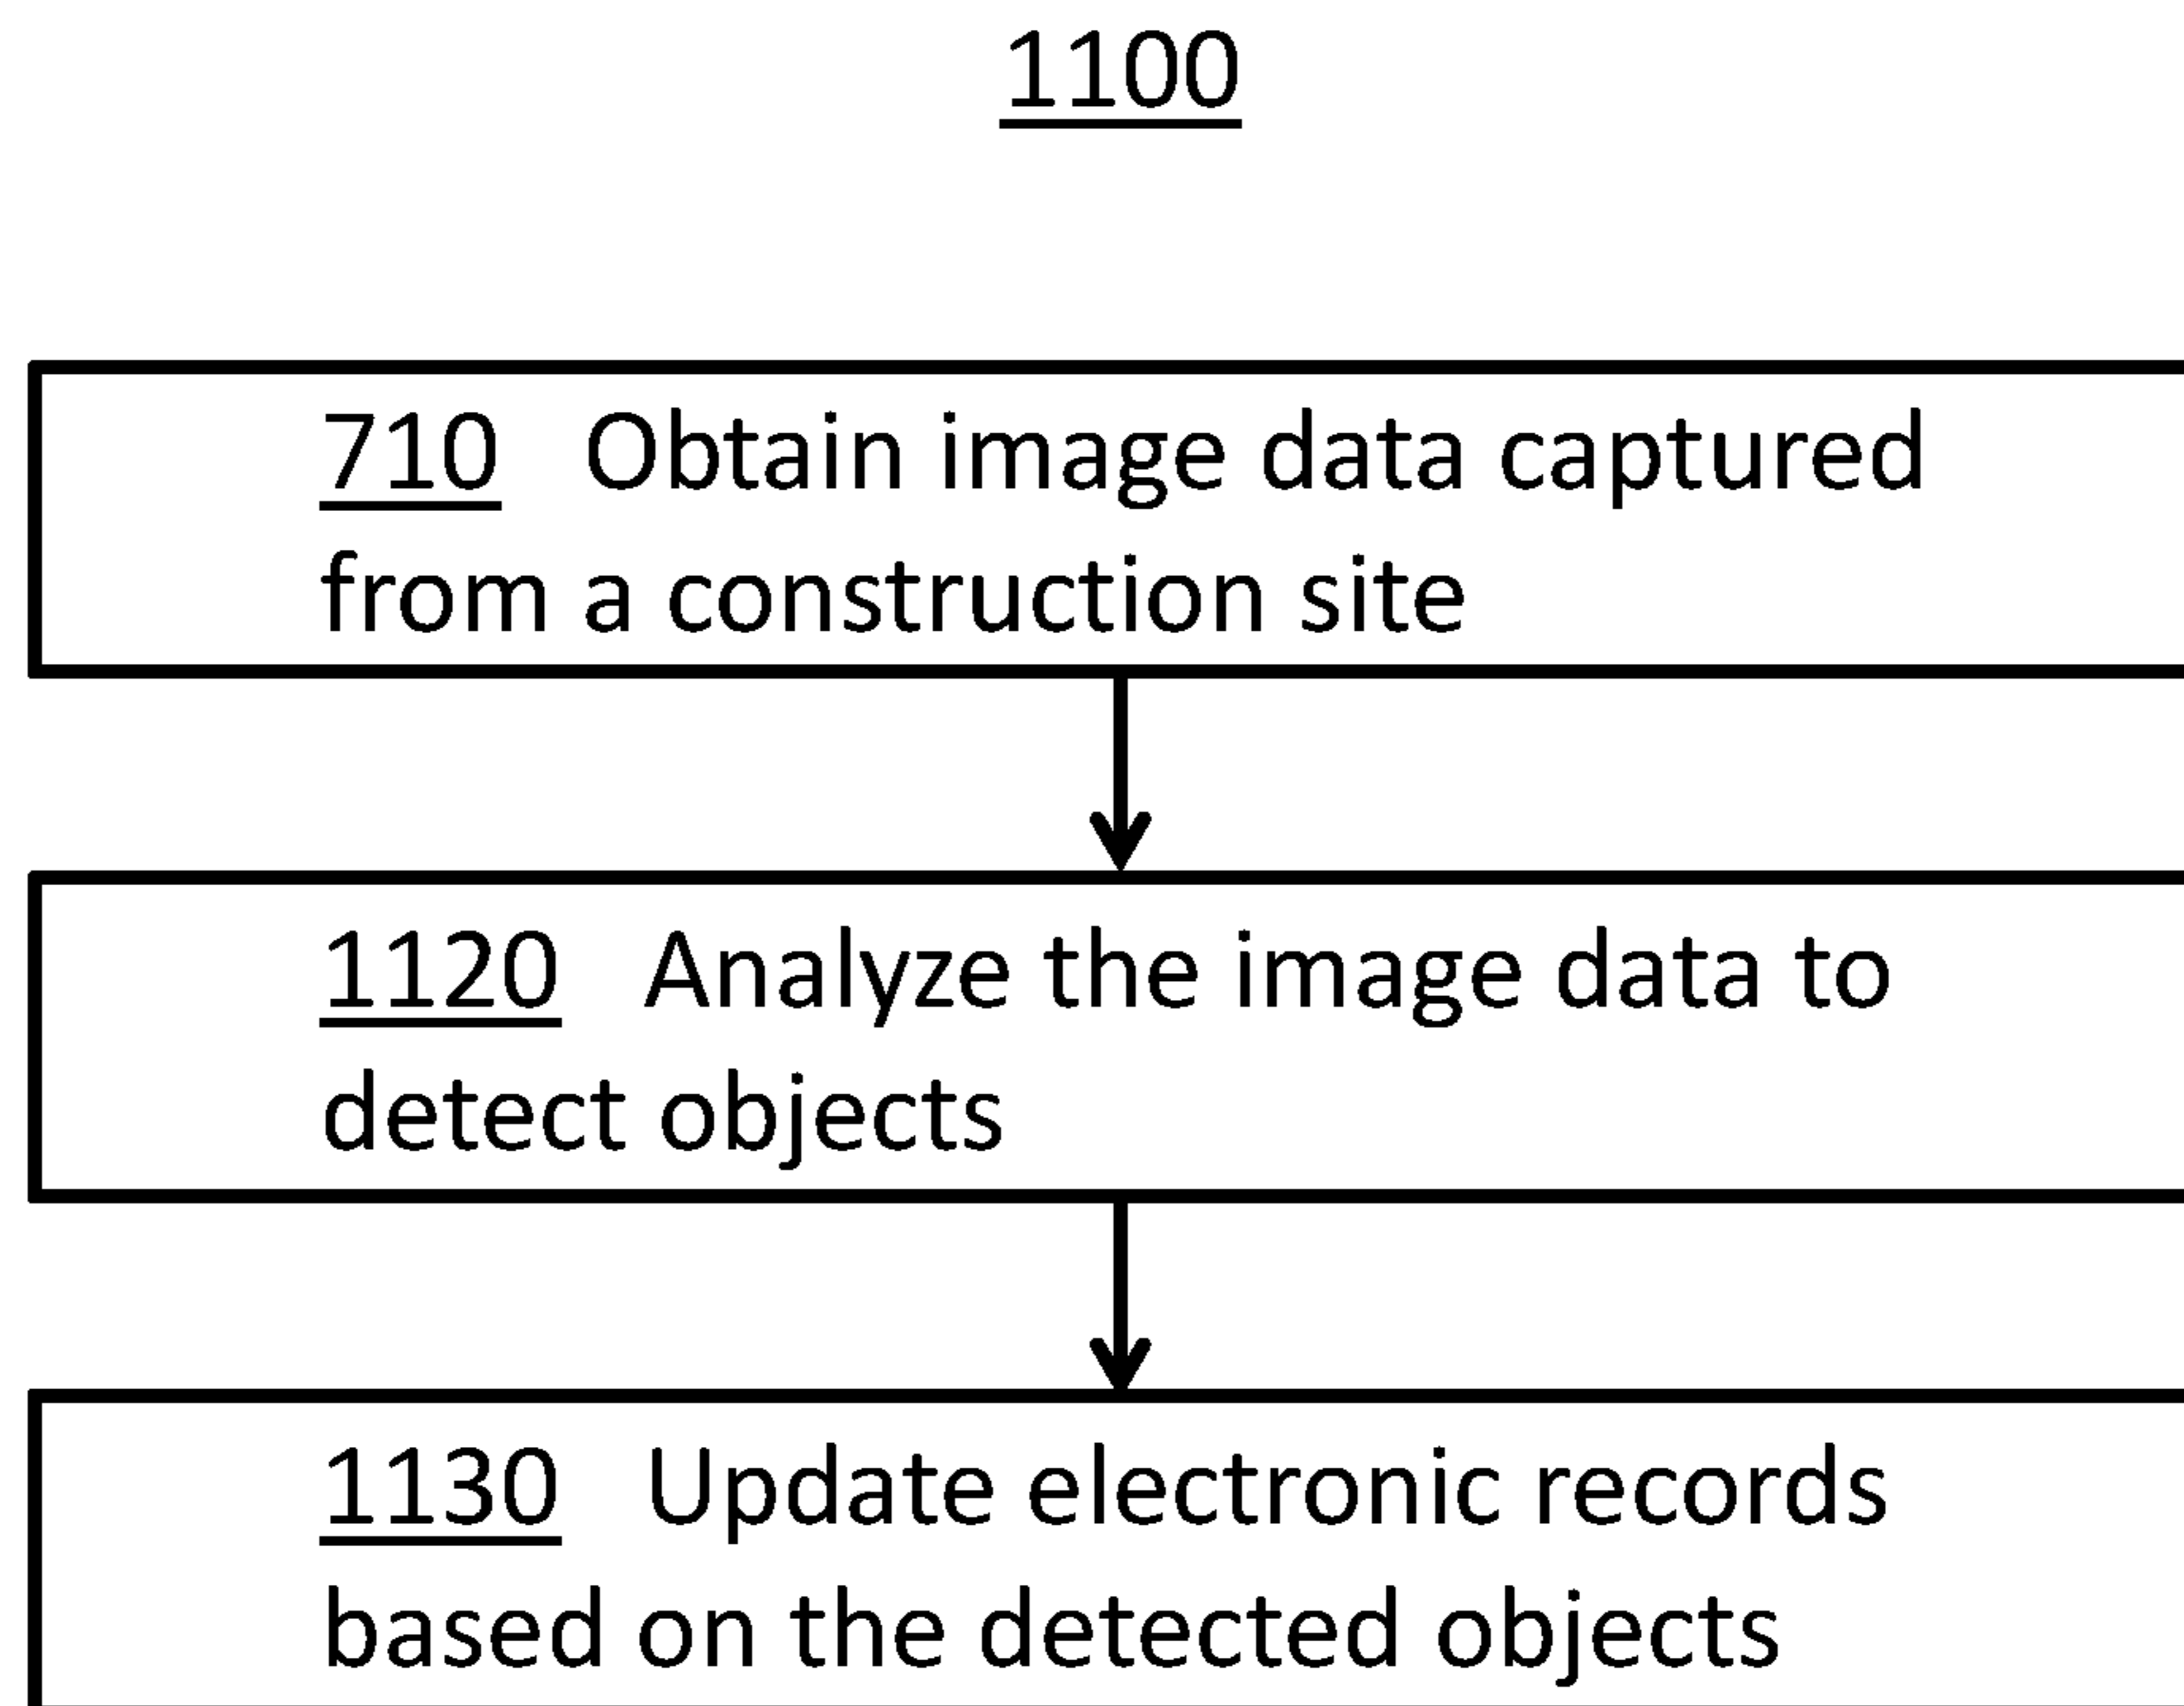 1100
710 Obtain image data captured
from a construction site
1120 Analyze the image data to
detect objects
1130 Update electronic records
based on the detected objects